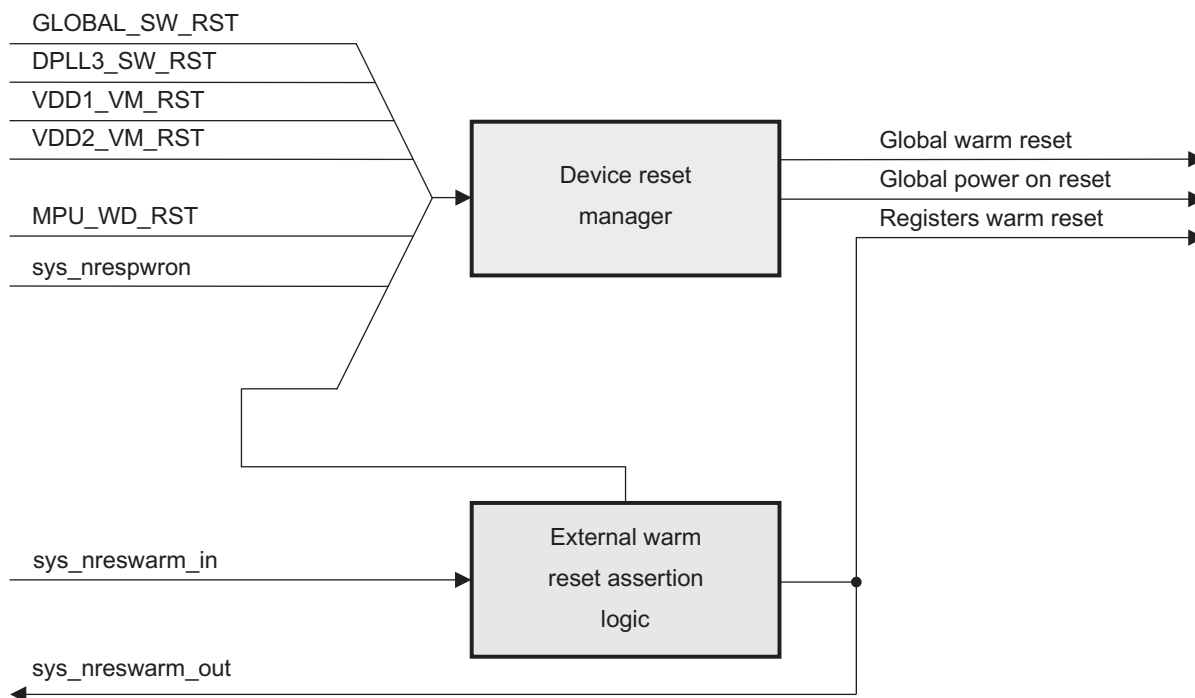 GLOBAL_SW_RST
DPLL3_SW_RST
VDD1_VM_RST
VDD2_VM_RST
MPU_WD_RST
sys_nrespwron
Device reset
manager
Global warm reset
Global power on reset
Registers warm reset
External warm
reset assertion
logic
sys_nreswarm_in
sys_nreswarm_out